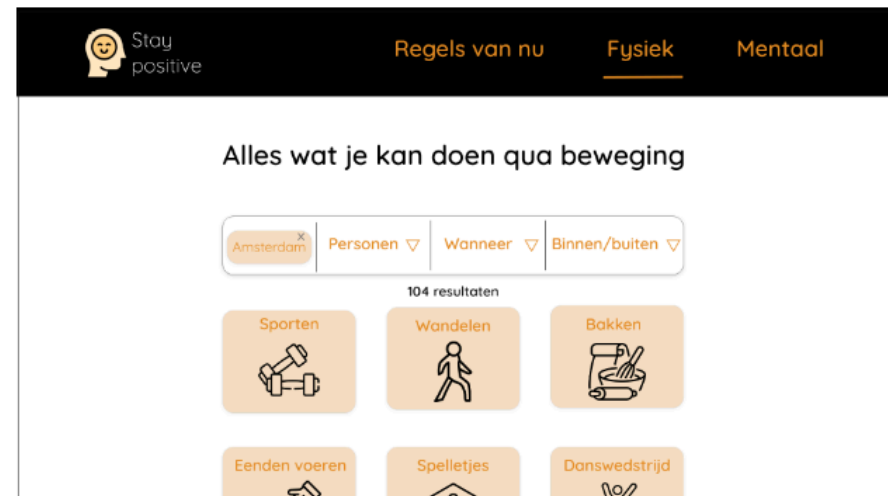 Stay
positive
Regels van nu Fysiek Mentaal
Alles wat je kan doen qua beweging
Amsterdam x Personen Wanneer Binnen/buiten
104 resultaten
Sporten Wandelen Bakken
Eenden voeren Spelletjes Danswedstrijd